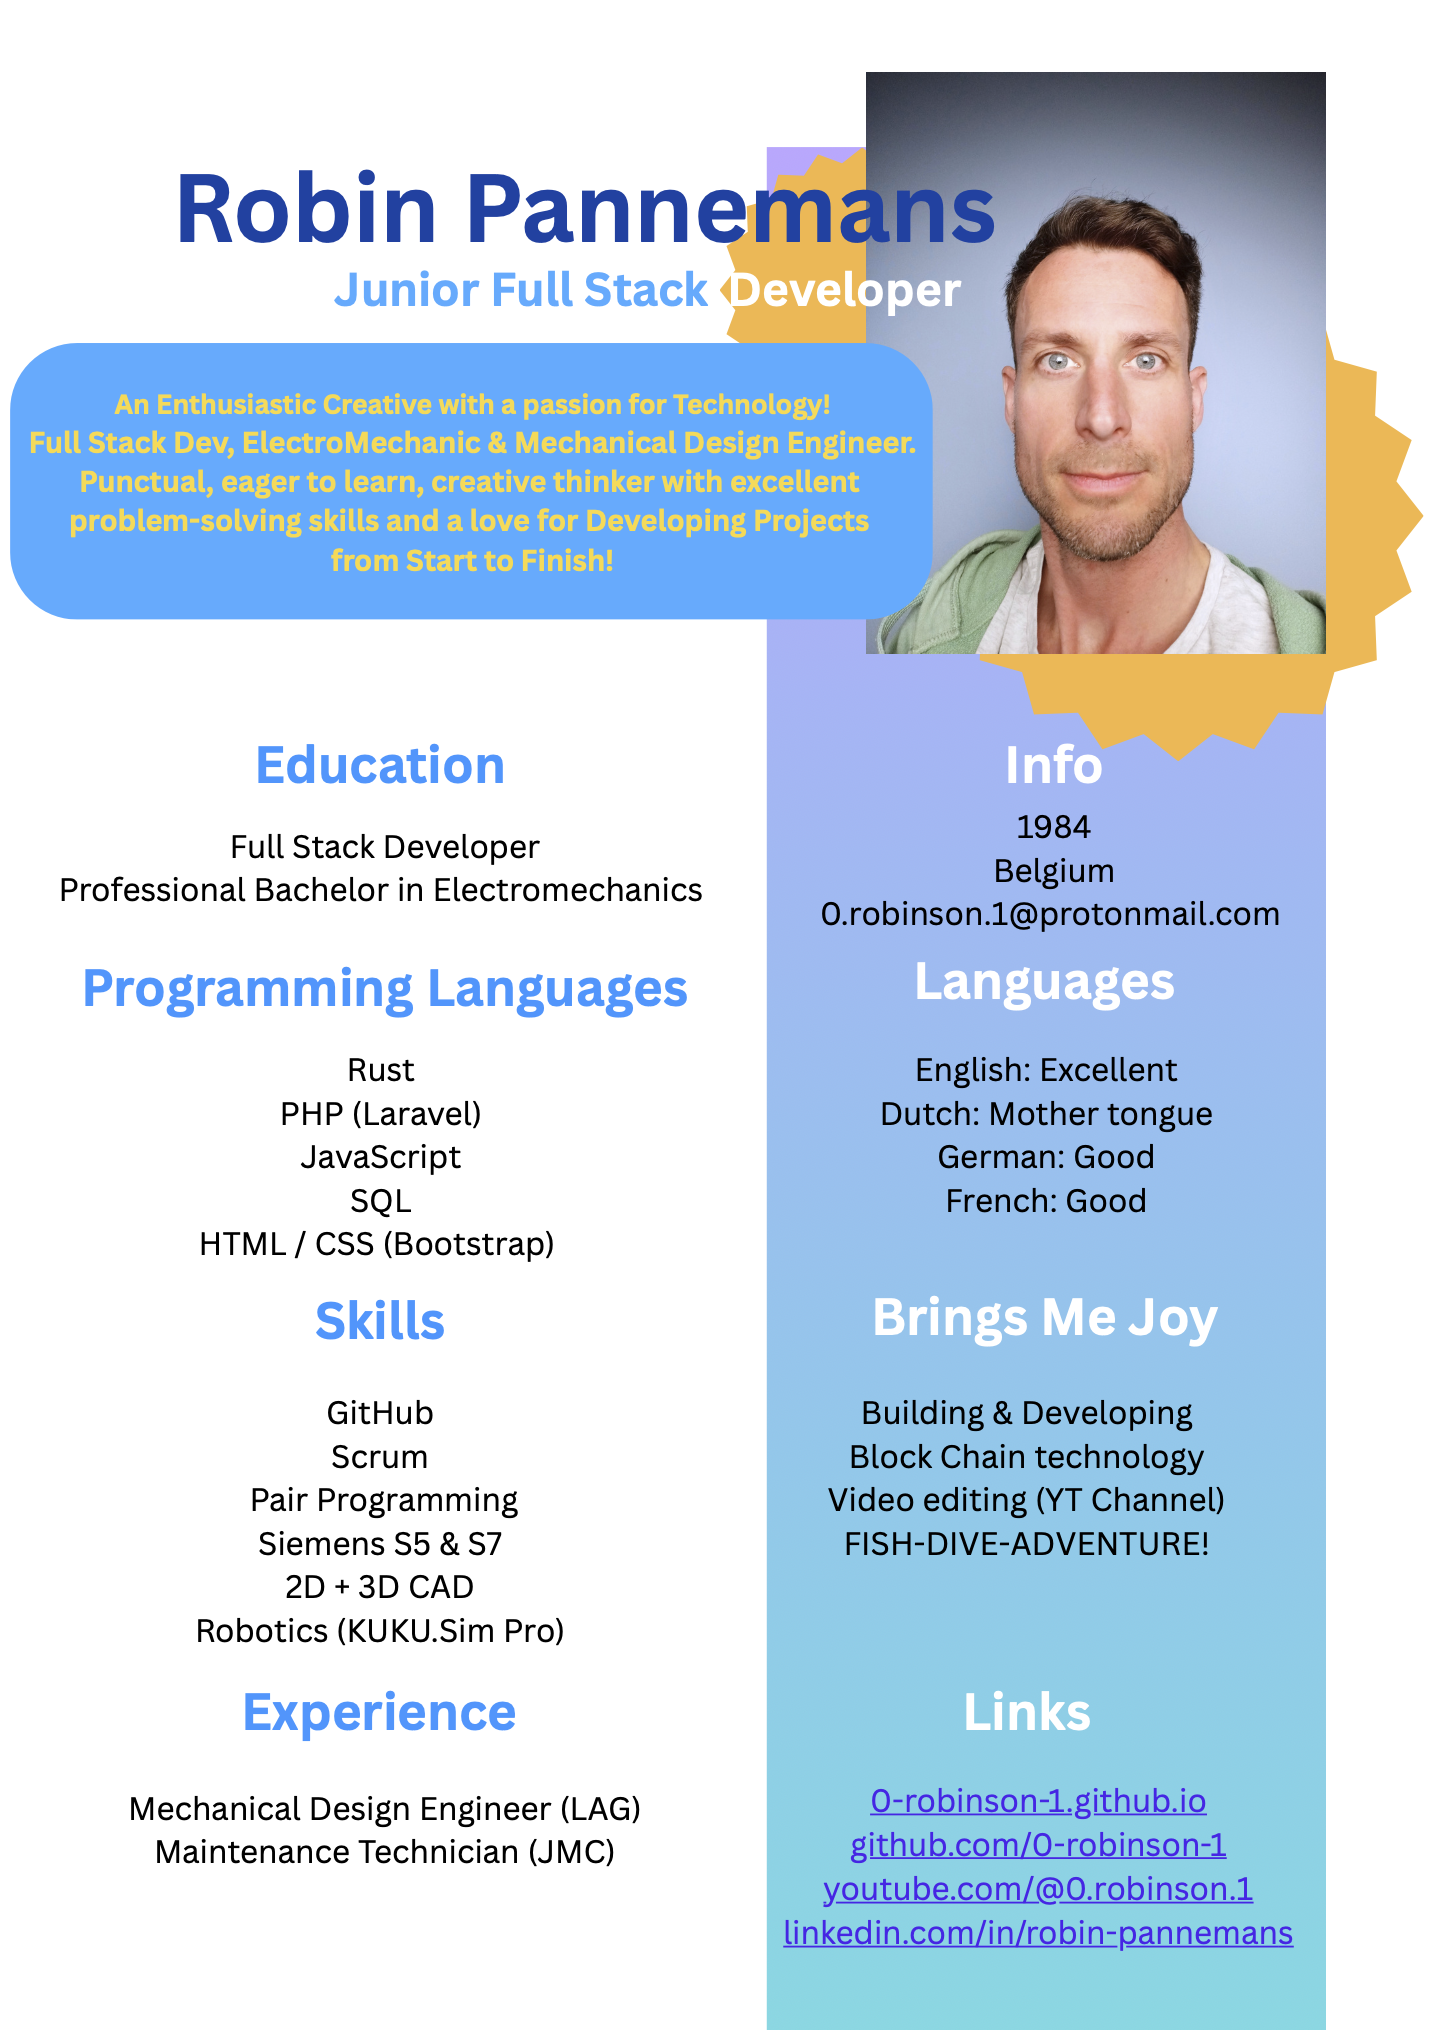 Robin Pannemans
Junior Full Stack Developer
An Enthusiastic Creative with a passion for Technology!
Full Stack Dev, ElectroMechanic & Mechanical Design Engineer.
Punctual, eager to learn, creative thinker with excellent
problem-solving skills and a love for Developing Projects
from Start to Finish!
Education
Full Stack Developer
Professional Bachelor in Electromechanics
Programming Languages
Rust
PHP (Laravel)
JavaScript
SQL
HTML / CSS (Bootstrap)
Skills
GitHub
Scrum
Pair Programming
Siemens S5 & S7
2D + 3D CAD
Robotics (KUKU.Sim Pro)
Experience
Mechanical Design Engineer (LAG)
Maintenance Technician (JMC)
Info
1984
Belgium
0.robinson.1@protonmail.com
Languages
English: Excellent
Dutch: Mother tongue
German: Good
French: Good
Brings Me Joy
Building & Developing
Block Chain technology
Video editing (YT Channel)
FISH-DIVE-ADVENTURE!
Links
0-robinson-1.github.io
github.com/0-robinson-1
youtube.com/@0.robinson.1
linkedin.com/in/robin-pannemans